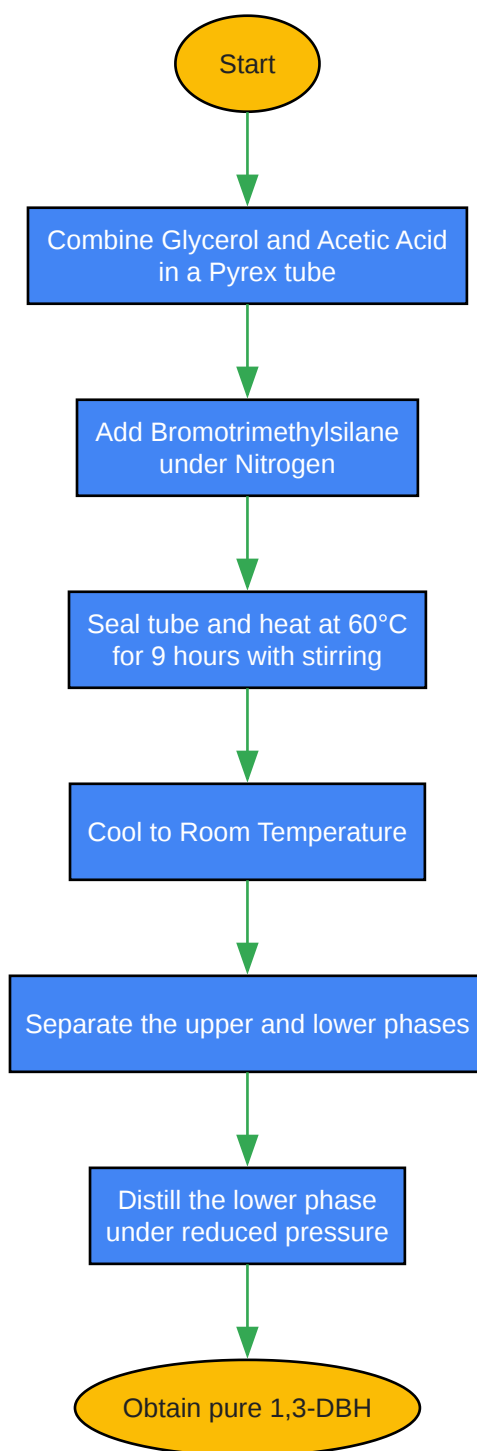 Start
Combine Glycerol and Acetic Acid
in a Pyrex tube
Add Bromotrimethylsilane
under Nitrogen
Seal tube and heat at 60°C
for 9 hours with stirring
Cool to Room Temperature
Separate the upper and lower phases
Distill the lower phase
under reduced pressure
Obtain pure 1,3-DBH